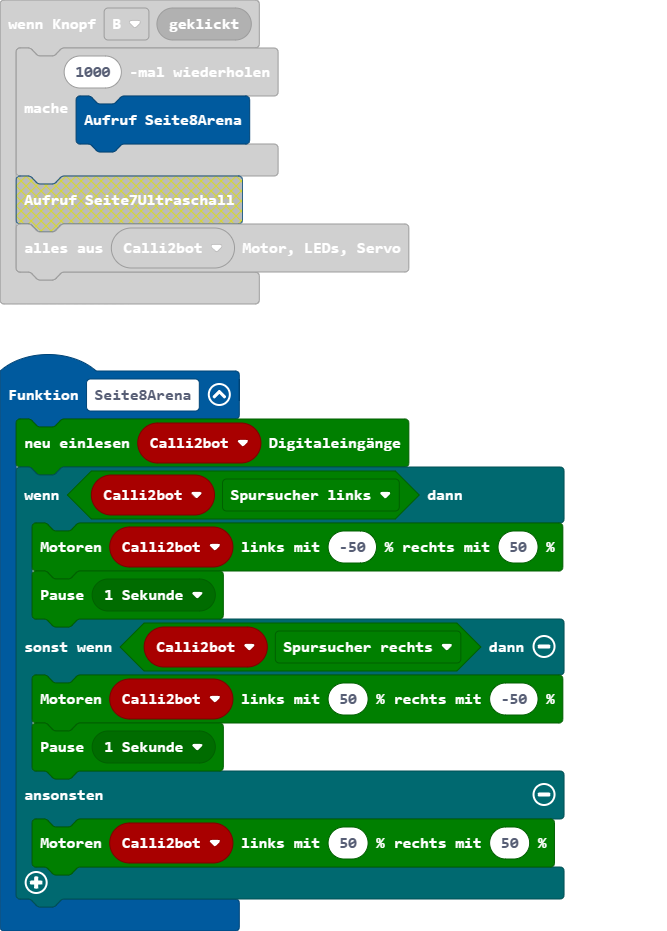 wenn Knopf B geklickt
1000 -mal wiederholen
mache
Aufruf Seite8Arena
Aufruf Seite7Ultraschall
alles aus Calli2bot Motor, LEDs, Servo
Funktion Seite8Arena
neu einlesen Calli2bot Digitaleingänge
wenn Calli2bot Spursucher links dann
Motoren Calli2bot links mit -50 % rechts mit 50 %
Pause 1 Sekunde
sonst wenn Calli2bot Spursucher rechts dann
Motoren Calli2bot links mit 50 % rechts mit -50 %
Pause 1 Sekunde
ansonsten
Motoren Calli2bot links mit 50 % rechts mit 50 %